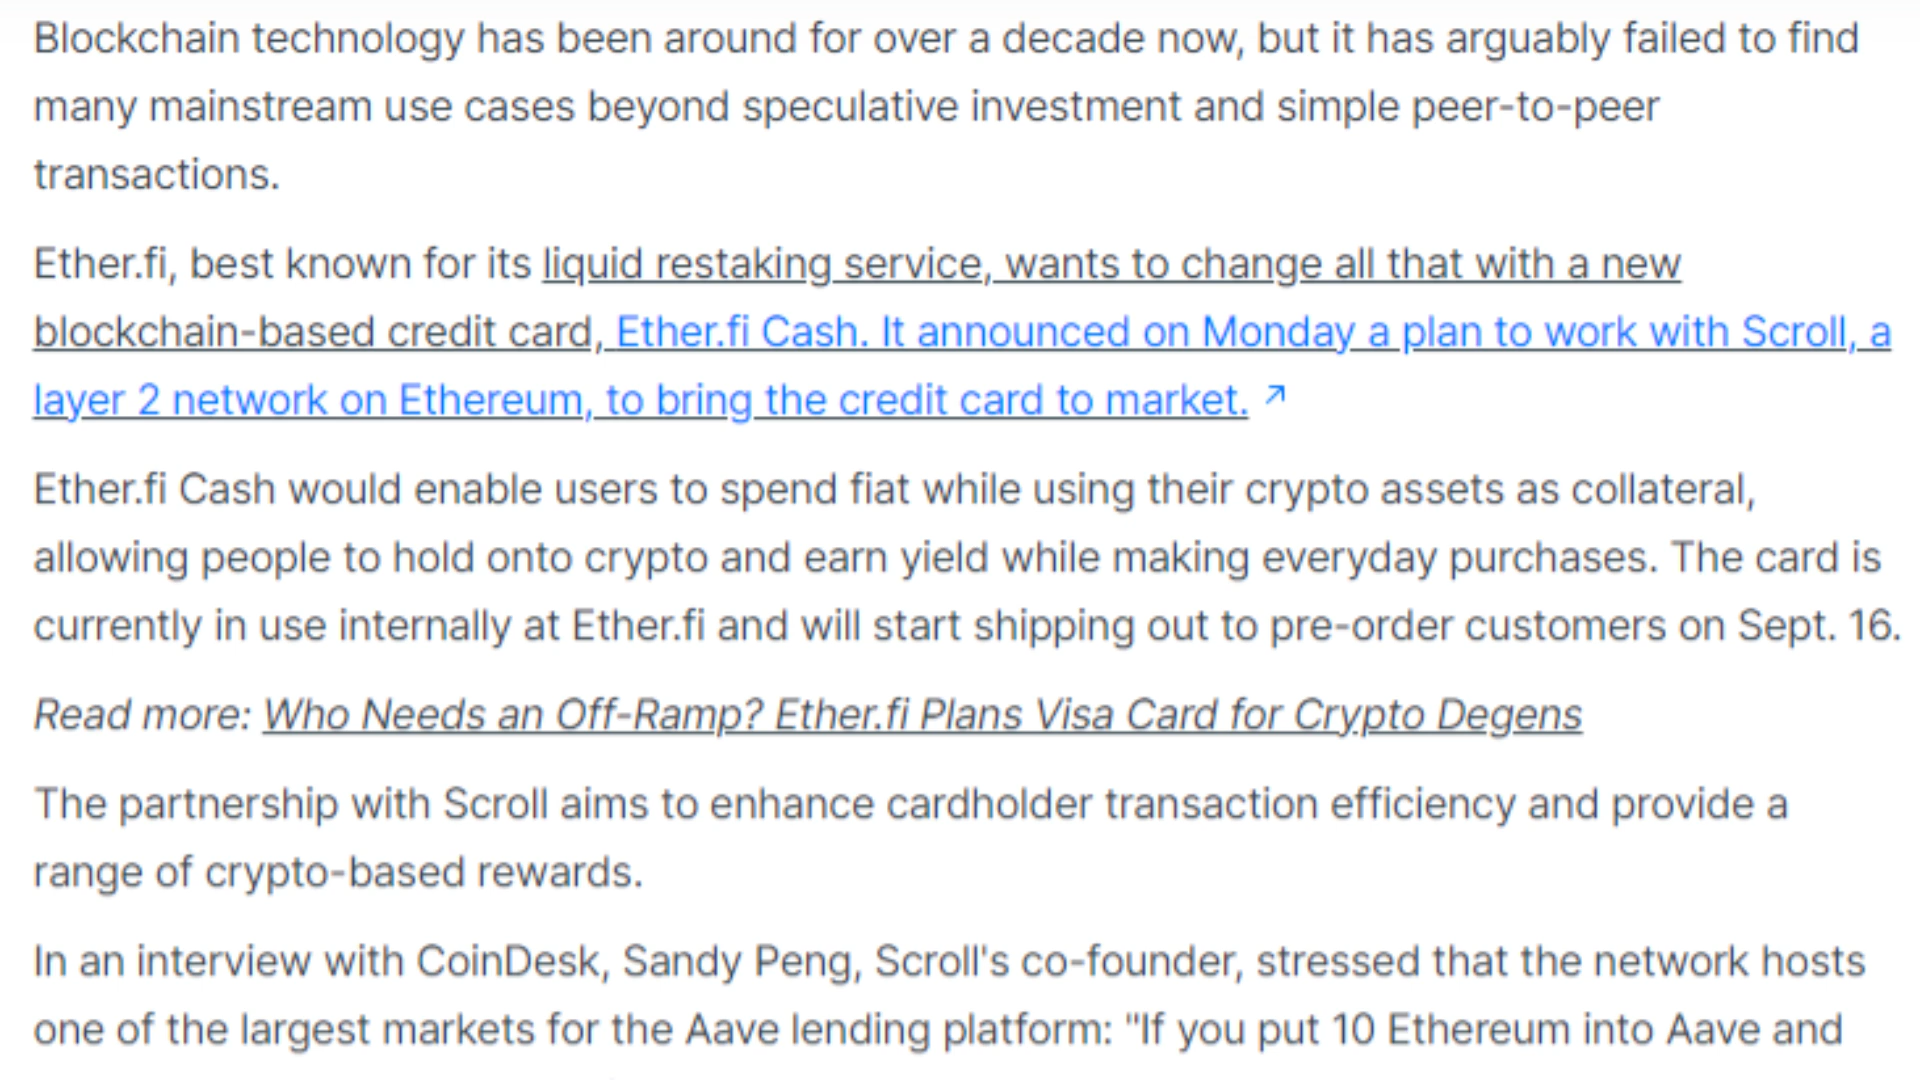 Blockchain technology has been around for over a decade now, but it has arguably failed to find
many mainstream use cases beyond speculative investment and simple peer-to-peer
transactions.
Ether.fi, best known for its liquid restaking service, wants to change all that with a new
blockchain-based credit card, Ether.fi Cash. It announced on Monday a plan to work with Scroll, a
layer 2 network on Ethereum, to bring the credit card to market. ↗
Ether.fi Cash would enable users to spend fiat while using their crypto assets as collateral,
allowing people to hold onto crypto and earn yield while making everyday purchases. The card is
currently in use internally at Ether.fi and will start shipping out to pre-order customers on Sept. 16.
Read more: Who Needs an Off-Ramp? Ether.fi Plans Visa Card for Crypto Degens
The partnership with Scroll aims to enhance cardholder transaction efficiency and provide a
range of crypto-based rewards.
In an interview with CoinDesk, Sandy Peng, Scroll's co-founder, stressed that the network hosts
one of the largest markets for the Aave lending platform: "If you put 10 Ethereum into Aave and